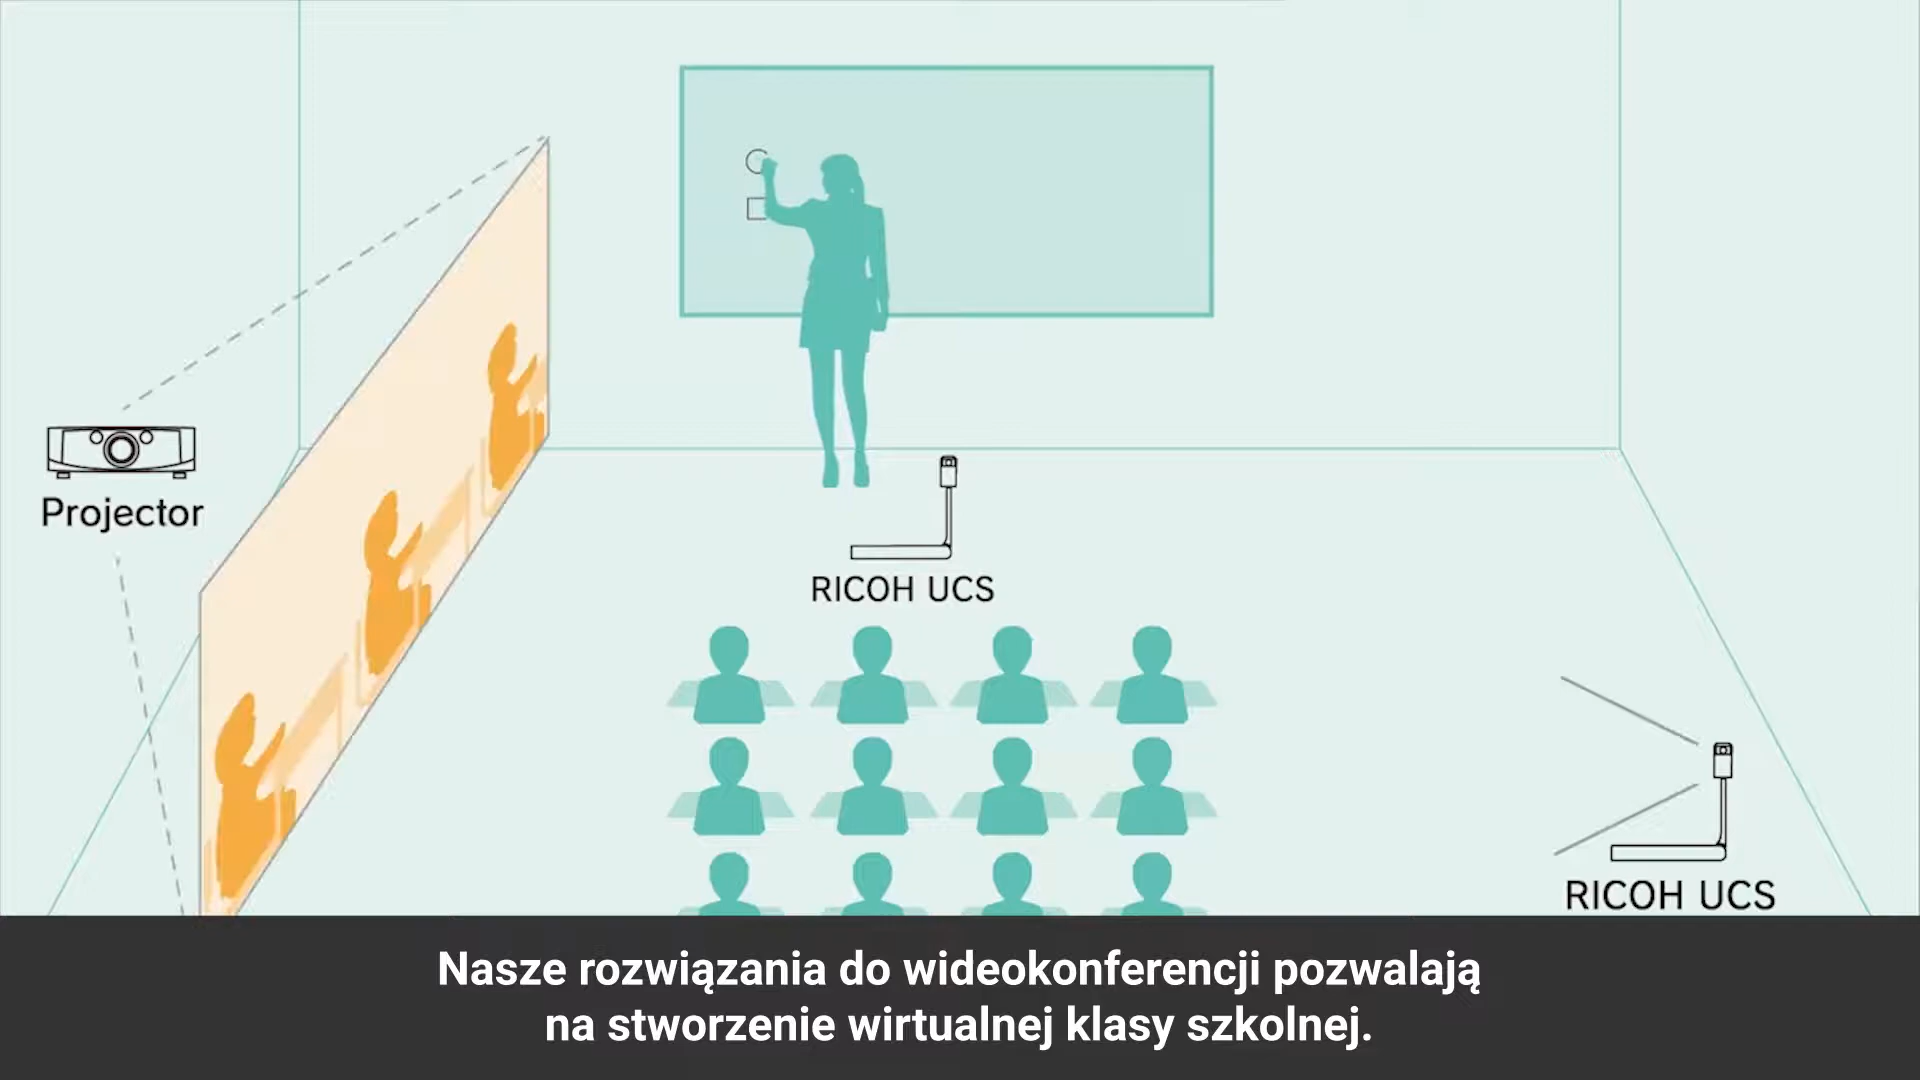 Projector
RICOH UCS
RICOH UCS
Nasze rozwiązania do wideokonferencji pozwalają
na stworzenie wirtualnej klasy szkolnej.